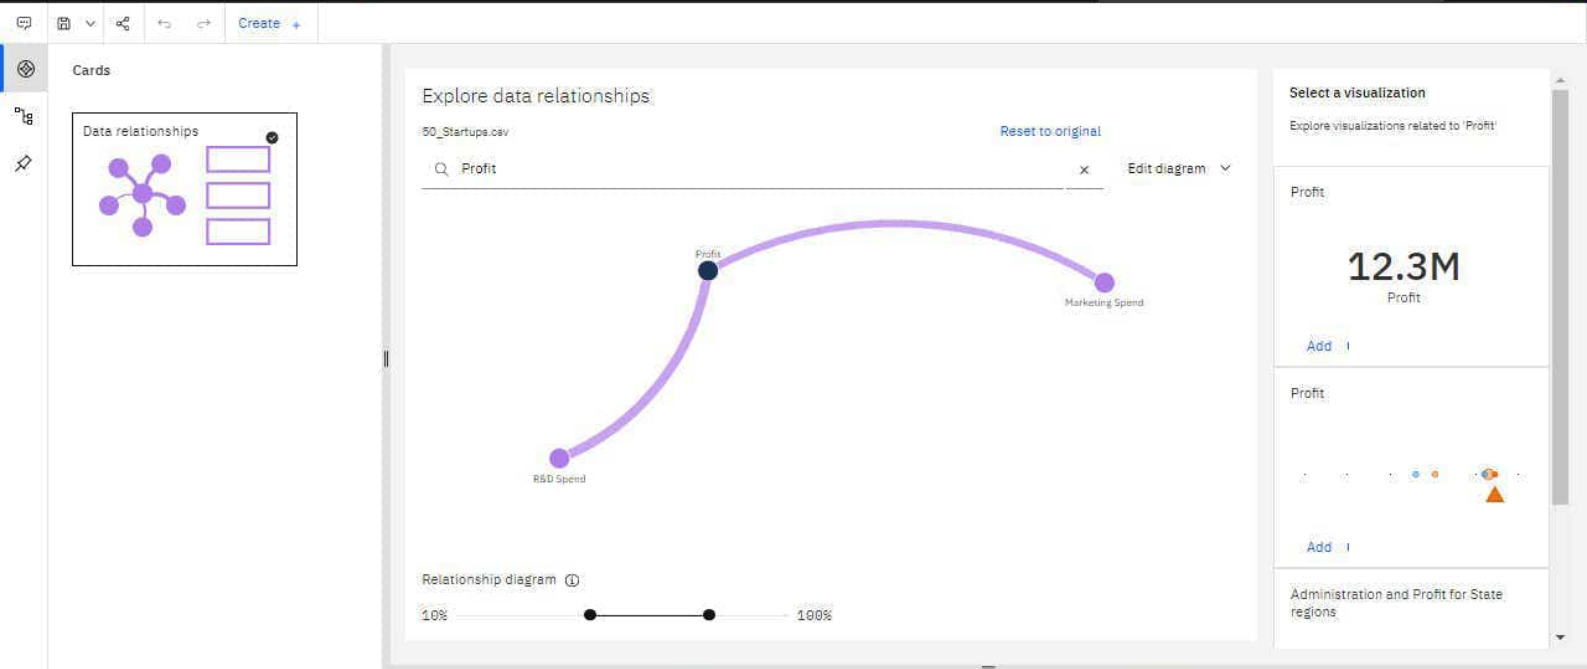 Create +
Cards
Data relationships
Explore data relationships
50_Startups.csv
Reset to original
Profit
Edit diagram
Profit
Marketing Spend
R&D Spend
Relationship diagram
10%
100%
Select a visualization
Explore visualizations related to 'Profit'
Profit
12.3M
Profit
Add
Profit
Add
Administration and Profit for State
regions